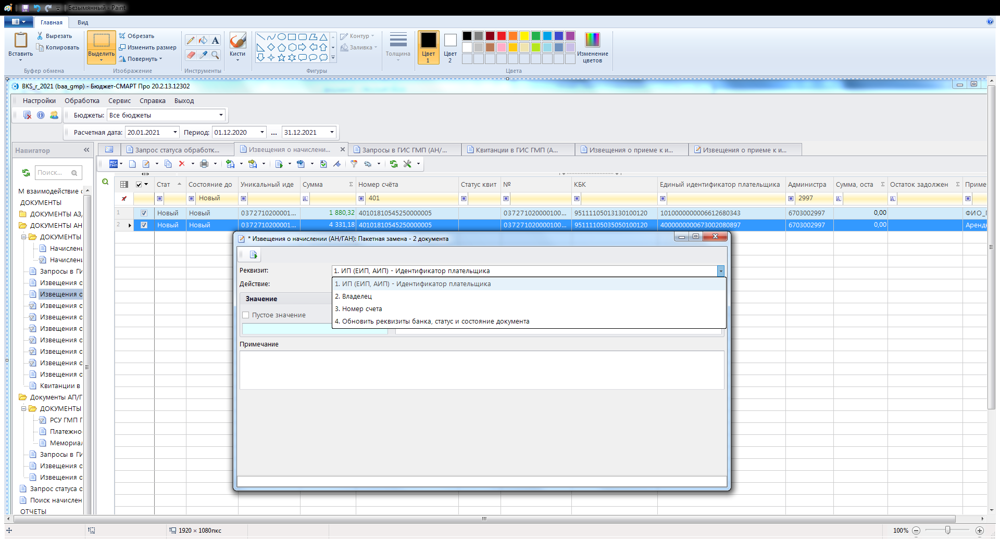 Безымянный - Paint
Главная Вид
Вставить
Вырезать
Копировать
Буфер обмена
Выделить
Обрезать
Изменить размер
Повернуть
Изображение
Инструменты
Кисти
Контур
Заливка
Фигуры
Толщина
Цвет 1
Цвет 2
Изменение цветов
Цвета
BKS_r_2021 (baa_gmp) - Бюджет-СМАРТ Про 20.2.13.12302
Настройки Обработка Сервис Справка Выход
Бюджеты: Все бюджеты
Расчетная дата: 20.01.2021 Период: 01.12.2020 ... 31.12.2021
Навигатор «
Запрос статуса обработк... Извещения о начислени... Запросы в ГИС ГМП (АН/... Квитанции в ГИС ГМП (А... Извещения о приеме к и... Извещения о приеме к и...
Поиск...
РСУ ГМП
Стат Состояние до Уникальный иде Сумма Σ Номер счёта Статус квит № КБК Единый идентификатор плательщика Администра Сумма, оста Σ Остаток задолжен Σ Приме
Новый 401 2997
1 Новый Новый 0372710200001... 1 880,32 40101810545250000005 037271020000100... 95111105013130100120 1010000000006612680343 6703002997 0,00 ФИО_Г
2 Новый Новый 0372710200001... 4 331,18 40101810545250000005 037271020000100... 95111105035050100120 4000000000673002080897 6703002997 0,00 Аренд
М взаимодействие с
ДОКУМЕНТЫ
ДОКУМЕНТЫ АЗ,
ДОКУМЕНТЫ АН
ДОКУМЕНТЫ
Начислени
Начислени
Запросы в ГИ
Извещения о
Извещения о
Извещения о
Извещения о
Извещения о
Извещения о
Извещения о
Извещения о
Извещения о
Квитанции в
Документы АП/Г
ДОКУМЕНТЫ
РСУ ГМП Г
Платежно
Мемориал
Запросы в ГИ
Извещения о
Извещения о
Запрос статуса о
Поиск начислен
ОТЧЕТЫ
* Извещения о начислении (АН/ГАН): Пакетная замена - 2 документа
Реквизит: 1. ИП (ЕИП, АИП) - Идентификатор плательщика
Действие:
1. ИП (ЕИП, АИП) - Идентификатор плательщика
2. Владелец
3. Номер счета
4. Обновить реквизиты банка, статус и состояние документа
Значение
Пустое значение
Примечание
1920 × 1080пкс
100%